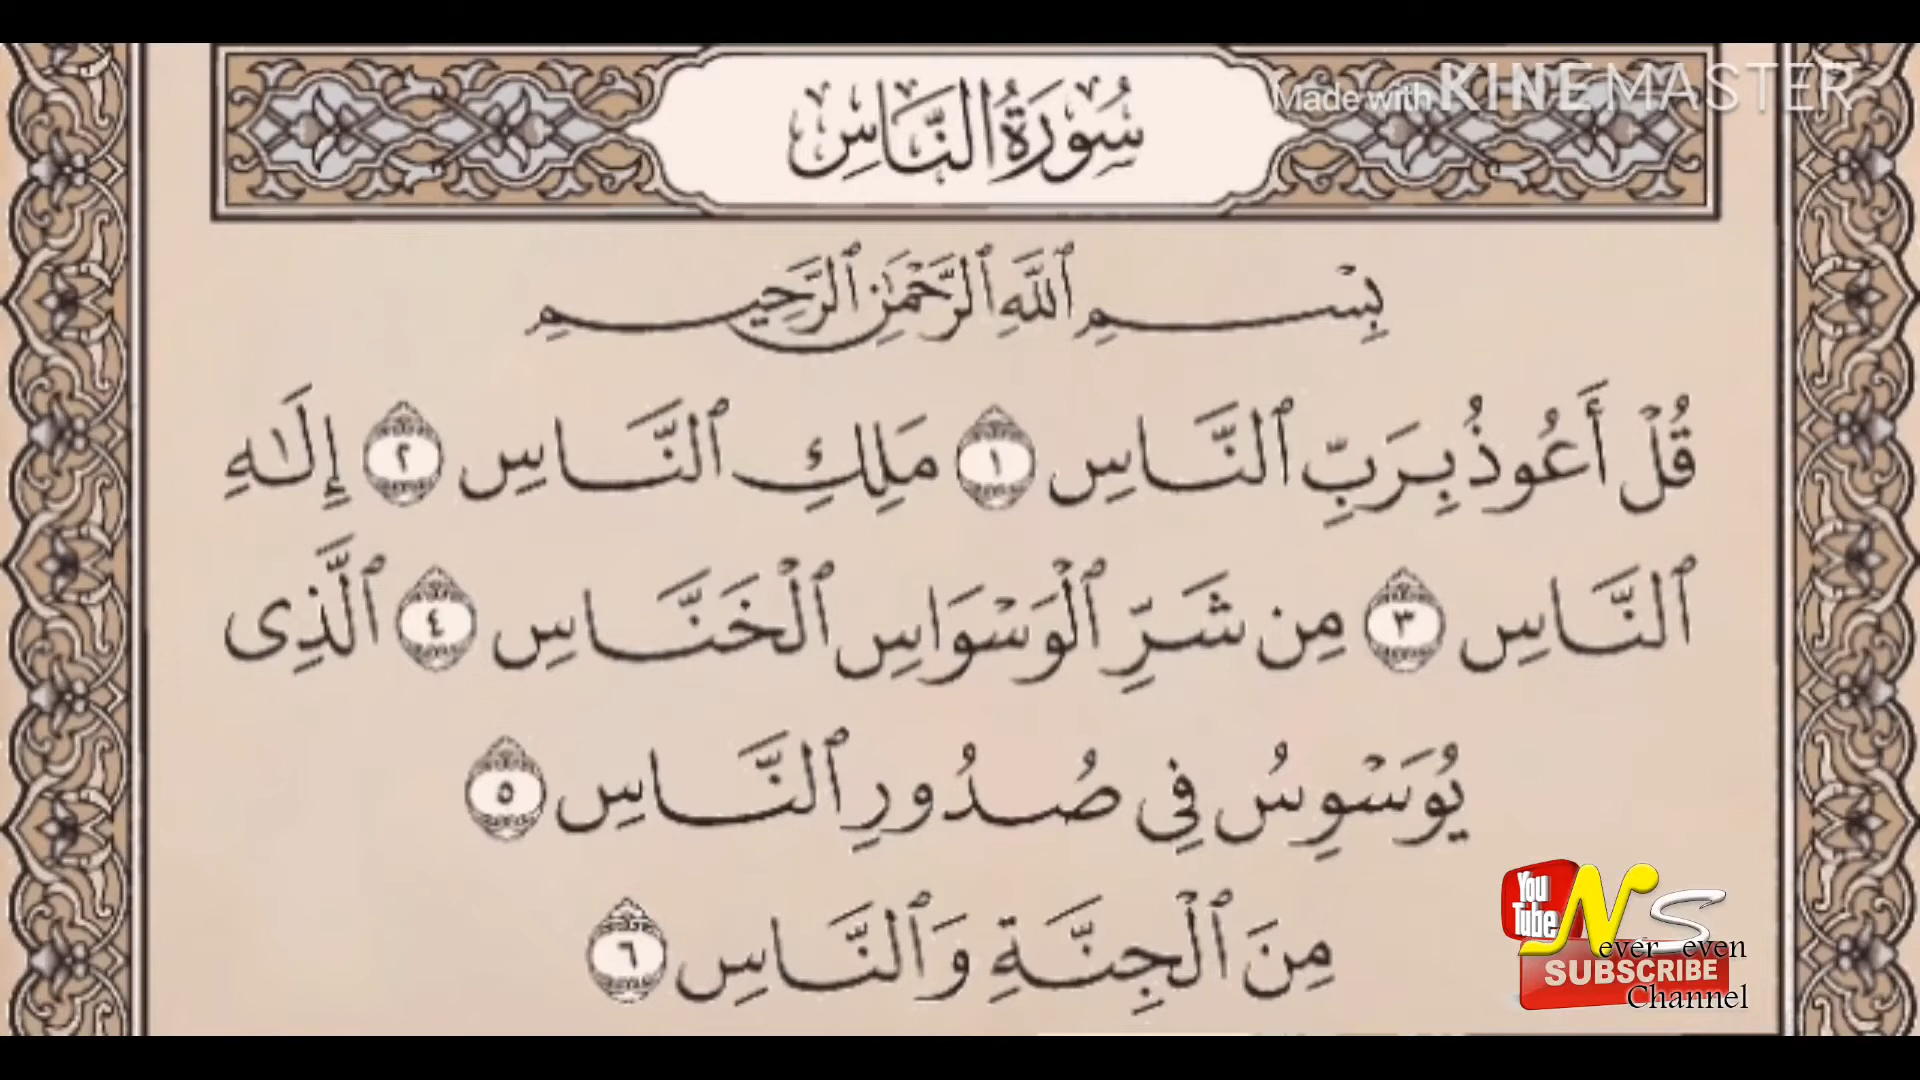 سُورَةُ النَّاسِ
Made with KINEMASTER
بِسْمِ ٱللَّهِ ٱلرَّحْمَٰنِ ٱلرَّحِيمِ
قُلْ أَعُوذُ بِرَبِّ ٱلنَّاسِ ١ مَلِكِ ٱلنَّاسِ ٢ إِلَٰهِ
ٱلنَّاسِ ٣ مِن شَرِّ ٱلْوَسْوَاسِ ٱلْخَنَّاسِ ٤ ٱلَّذِى
يُوَسْوِسُ فِى صُدُورِ ٱلنَّاسِ ٥
مِنَ ٱلْجِنَّةِ وَٱلنَّاسِ ٦
You Tube
Never Seven
SUBSCRIBE
Channel